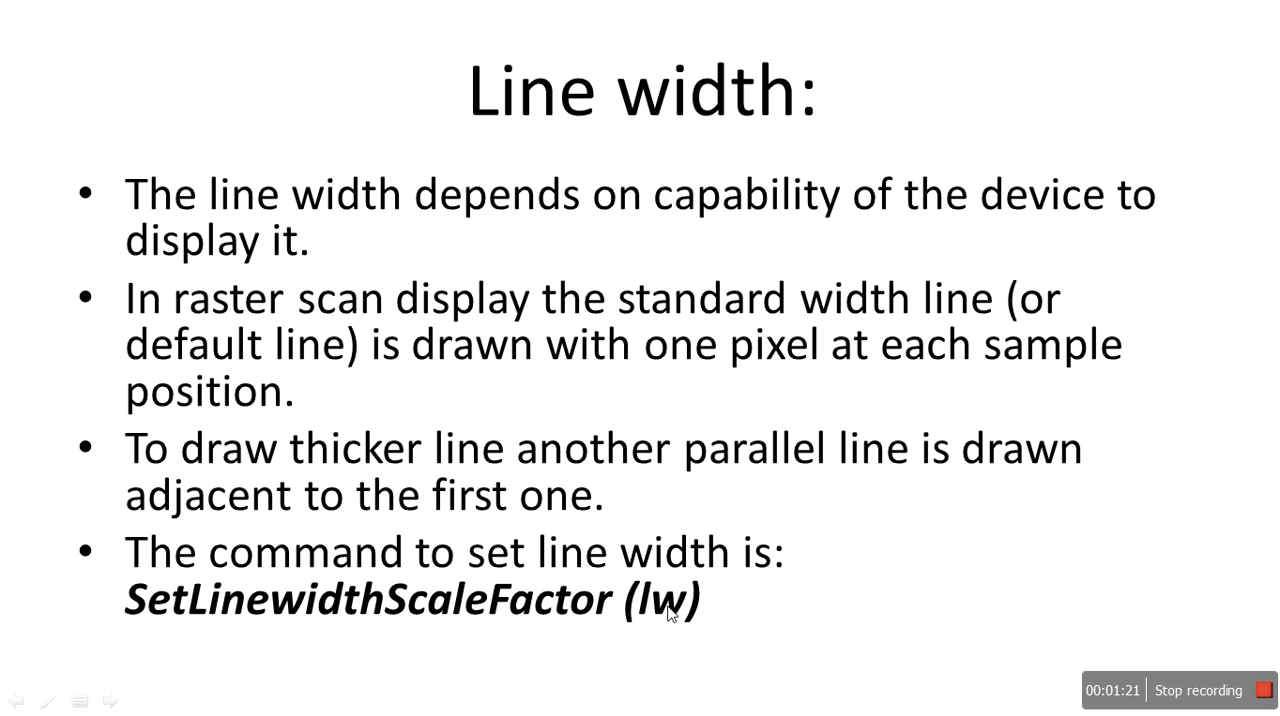 Line width:
• The line width depends on capability of the device to
display it.
• In raster scan display the standard width line (or
default line) is drawn with one pixel at each sample
position.
• To draw thicker line another parallel line is drawn
adjacent to the first one.
• The command to set line width is:
SetLinewidthScaleFactor (lw)
00:01:21 Stop recording